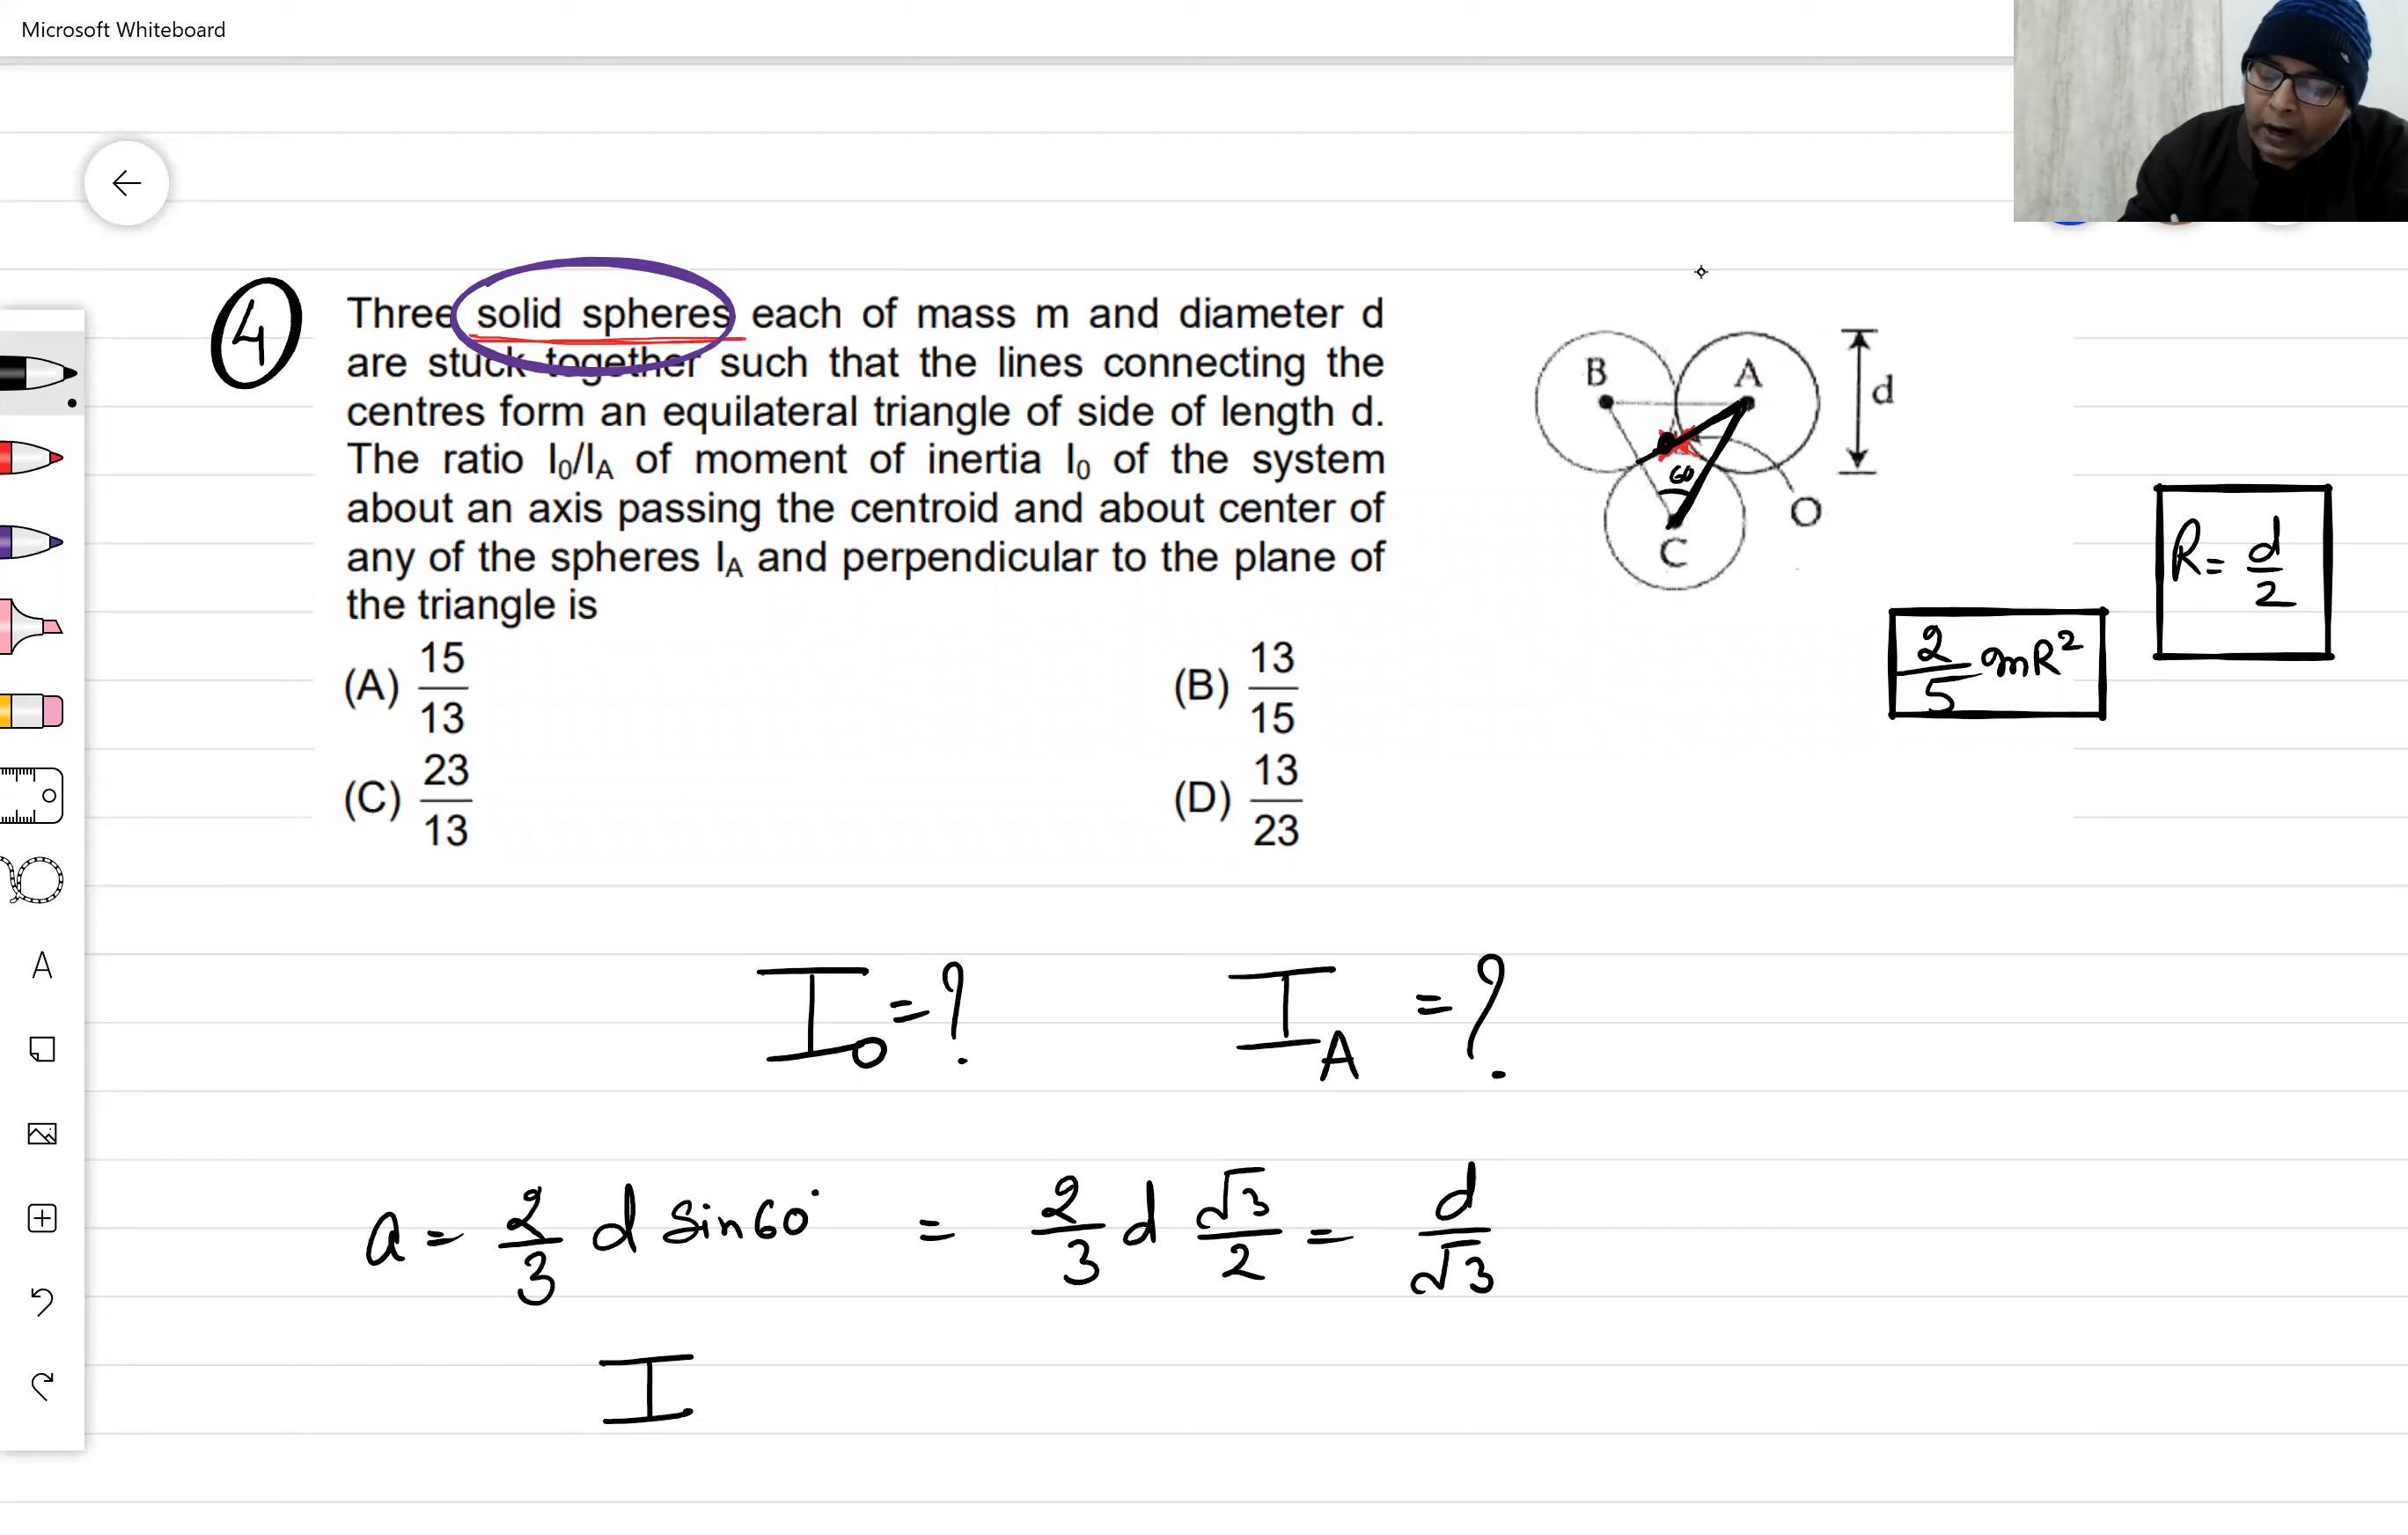 Microsoft Whiteboard
4
Three solid spheres each of mass m and diameter d
are stuck together such that the lines connecting the
centres form an equilateral triangle of side of length d.
The ratio I₀/I_A of moment of inertia I₀ of the system
about an axis passing the centroid and about center of
any of the spheres I_A and perpendicular to the plane of
the triangle is
(A) 15/13
(B) 13/15
(C) 23/13
(D) 13/23
B
A
d
60
O
C
R = d/2
2/5 mR²
I₀ = ?
I_A = ?
a = 2/3 d sin60° = 2/3 d √3/2 = d/√3
I
A